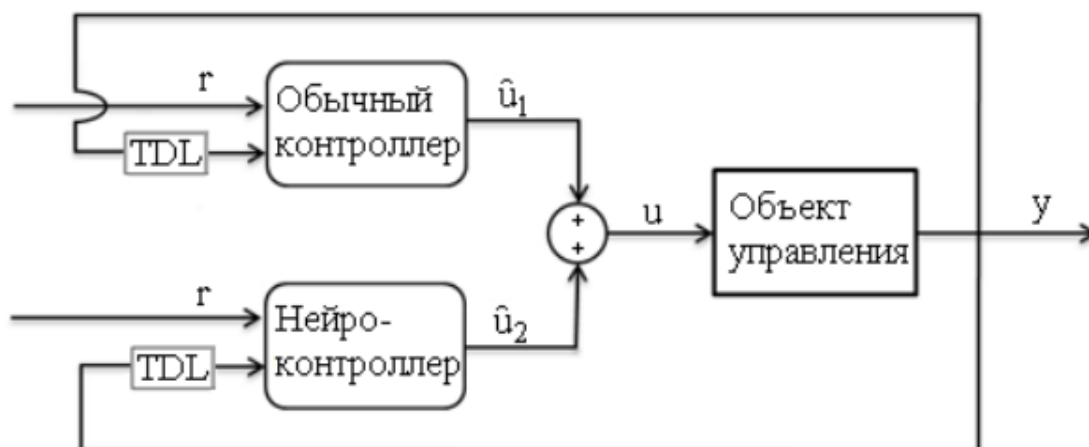 r
Обычный
контроллер
TDL
û₁
+
+
u
Объект
управления
y
r
Нейро-
контроллер
TDL
û₂